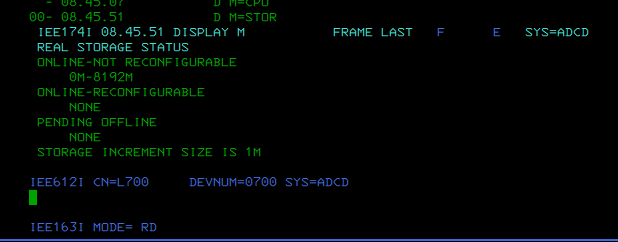 - 08.45.07 D M=CPU
00- 08.45.51 D M=STOR
IEE174I 08.45.51 DISPLAY M FRAME LAST F E SYS=ADCD
REAL STORAGE STATUS
ONLINE-NOT RECONFIGURABLE
0M-8192M
ONLINE-RECONFIGURABLE
NONE
PENDING OFFLINE
NONE
STORAGE INCREMENT SIZE IS 1M
IEE612I CN=L700 DEVNUM=0700 SYS=ADCD
IEE163I MODE= RD